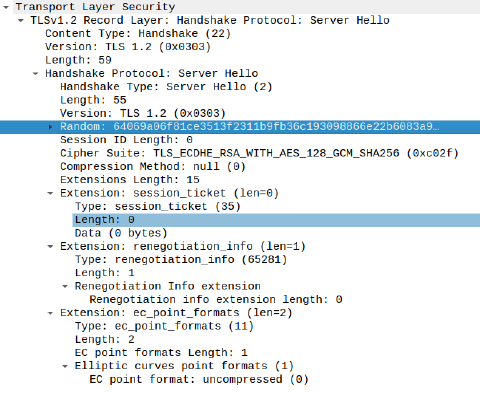 Transport Layer Security
TLSv1.2 Record Layer: Handshake Protocol: Server Hello
Content Type: Handshake (22)
Version: TLS 1.2 (0x0303)
Length: 59
Handshake Protocol: Server Hello
Handshake Type: Server Hello (2)
Length: 55
Version: TLS 1.2 (0x0303)
Random: 64069a06f81ce3513f2311b9fb36c193098866e22b6083a9…
Session ID Length: 0
Cipher Suite: TLS_ECDHE_RSA_WITH_AES_128_GCM_SHA256 (0xc02f)
Compression Method: null (0)
Extensions Length: 15
Extension: session_ticket (len=0)
Type: session_ticket (35)
Length: 0
Data (0 bytes)
Extension: renegotiation_info (len=1)
Type: renegotiation_info (65281)
Length: 1
Renegotiation Info extension
Renegotiation info extension length: 0
Extension: ec_point_formats (len=2)
Type: ec_point_formats (11)
Length: 2
EC point formats Length: 1
Elliptic curves point formats (1)
EC point format: uncompressed (0)